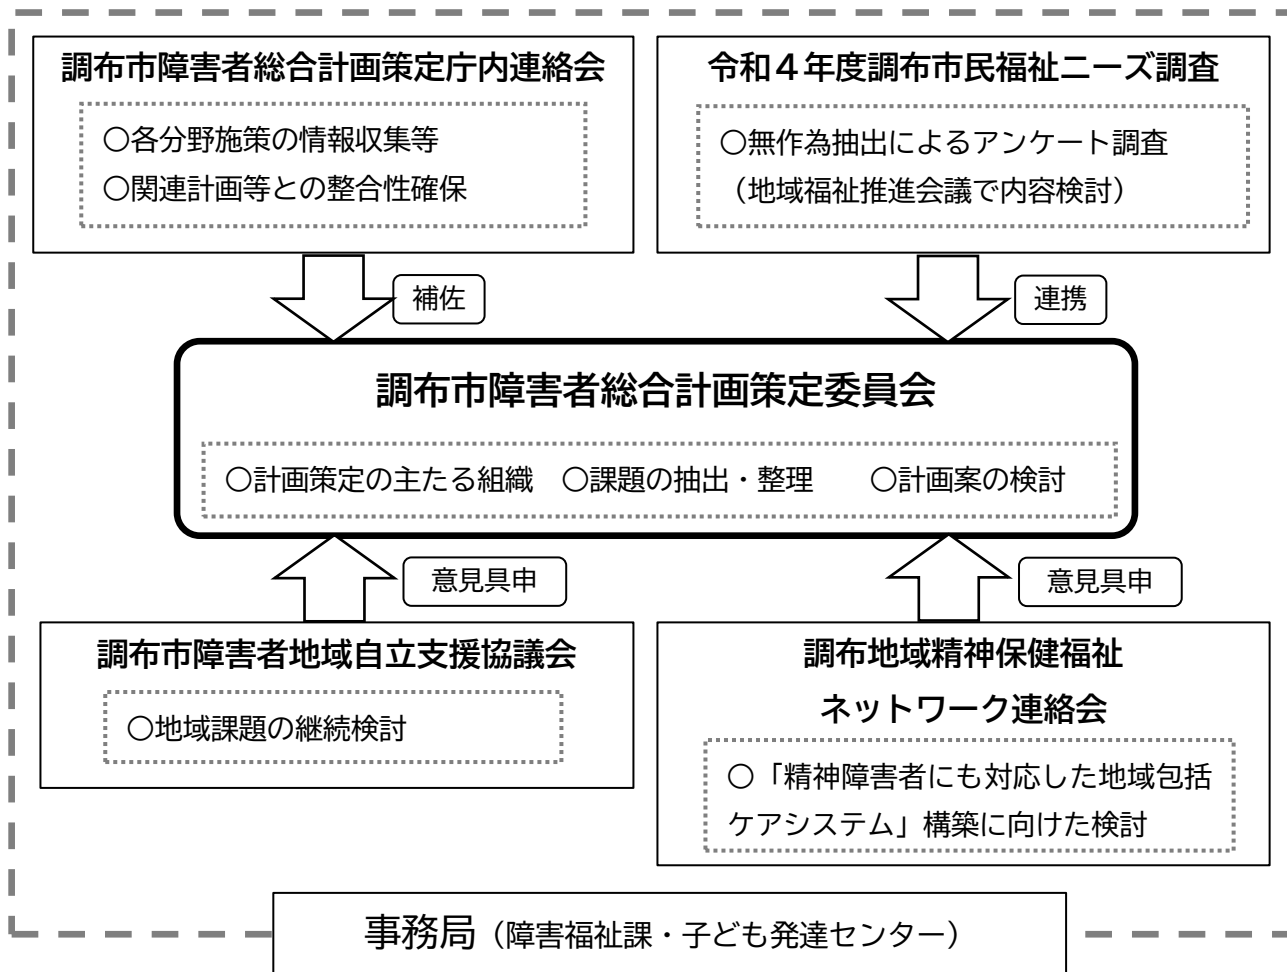 調布市障害者総合計画策定庁内連絡会
○各分野施策の情報収集等
○関連計画等との整合性確保
令和４年度調布市民福祉ニーズ調査
○無作為抽出によるアンケート調査
（地域福祉推進会議で内容検討）
補佐
連携
調布市障害者総合計画策定委員会
○計画策定の主たる組織　○課題の抽出・整理　　○計画案の検討
意見具申
意見具申
調布市障害者地域自立支援協議会
○地域課題の継続検討
調布地域精神保健福祉
ネットワーク連絡会
○「精神障害者にも対応した地域包括
ケアシステム」構築に向けた検討
事務局（障害福祉課・子ども発達センター）